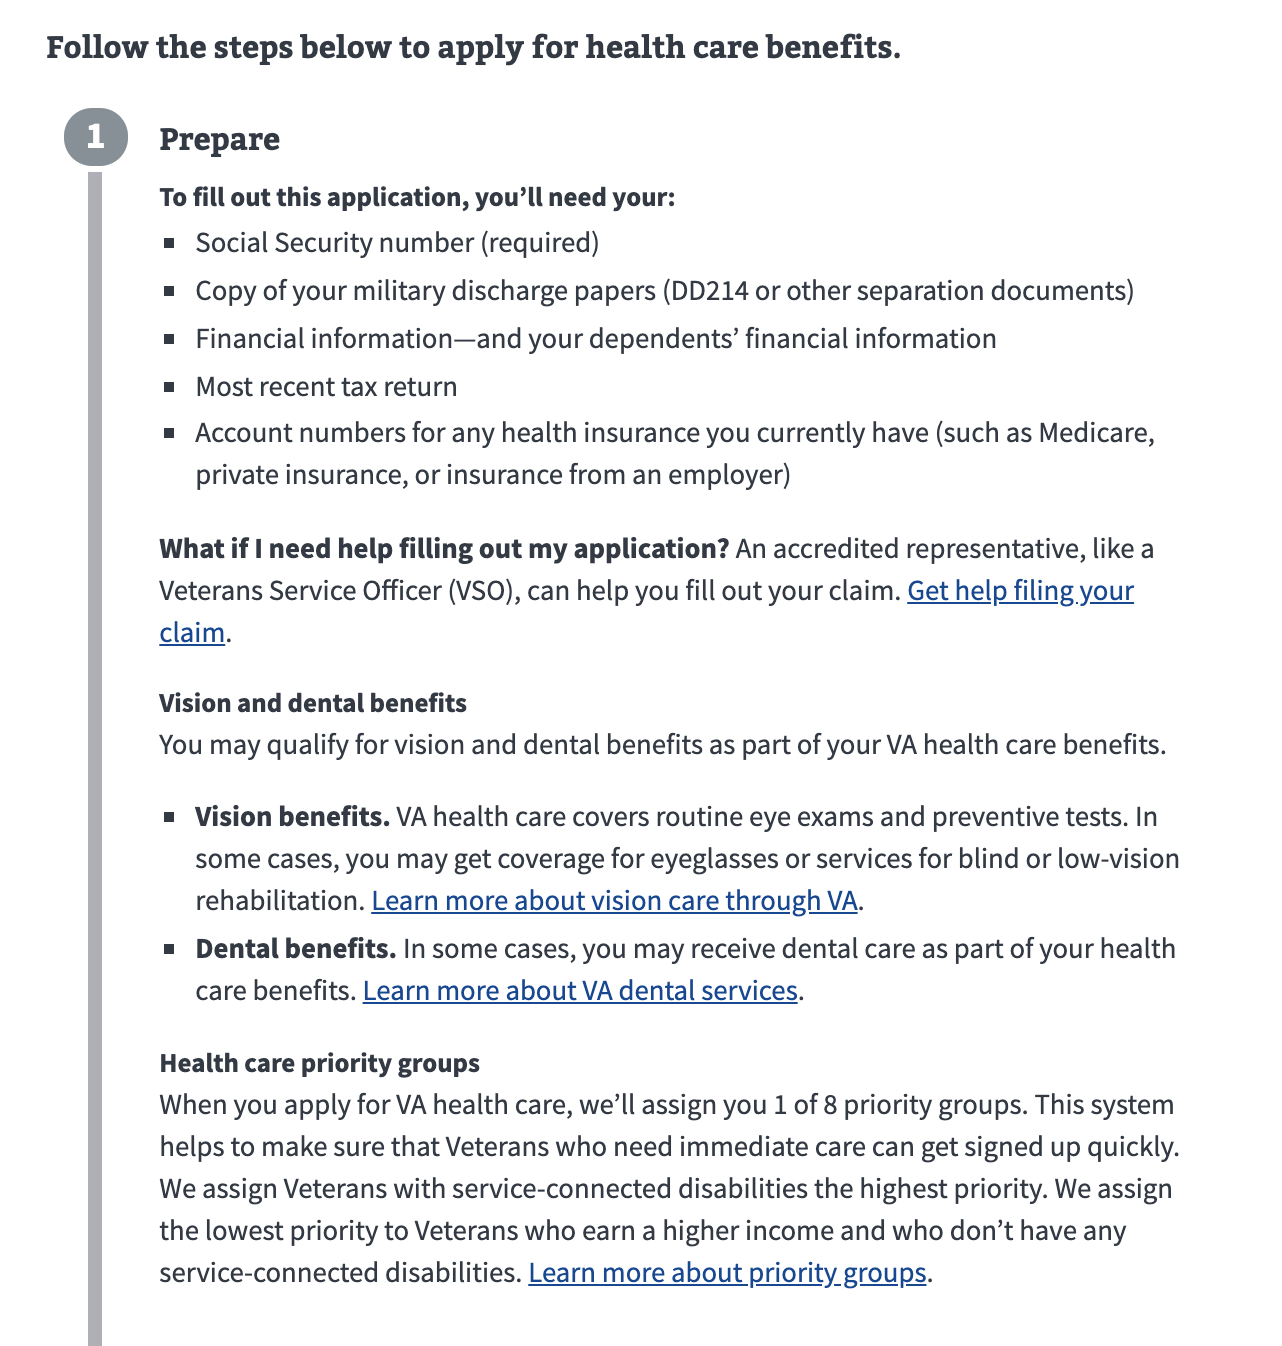 Follow the steps below to apply for health care benefits.
1
Prepare
To fill out this application, you’ll need your:
Social Security number (required)
Copy of your military discharge papers (DD214 or other separation documents)
Financial information—and your dependents’ financial information
Most recent tax return
Account numbers for any health insurance you currently have (such as Medicare,
private insurance, or insurance from an employer)
What if I need help filling out my application? An accredited representative, like a
Veterans Service Officer (VSO), can help you fill out your claim. Get help filing your
claim.
Vision and dental benefits
You may qualify for vision and dental benefits as part of your VA health care benefits.
Vision benefits. VA health care covers routine eye exams and preventive tests. In
some cases, you may get coverage for eyeglasses or services for blind or low-vision
rehabilitation. Learn more about vision care through VA.
Dental benefits. In some cases, you may receive dental care as part of your health
care benefits. Learn more about VA dental services.
Health care priority groups
When you apply for VA health care, we’ll assign you 1 of 8 priority groups. This system
helps to make sure that Veterans who need immediate care can get signed up quickly.
We assign Veterans with service-connected disabilities the highest priority. We assign
the lowest priority to Veterans who earn a higher income and who don’t have any
service-connected disabilities. Learn more about priority groups.